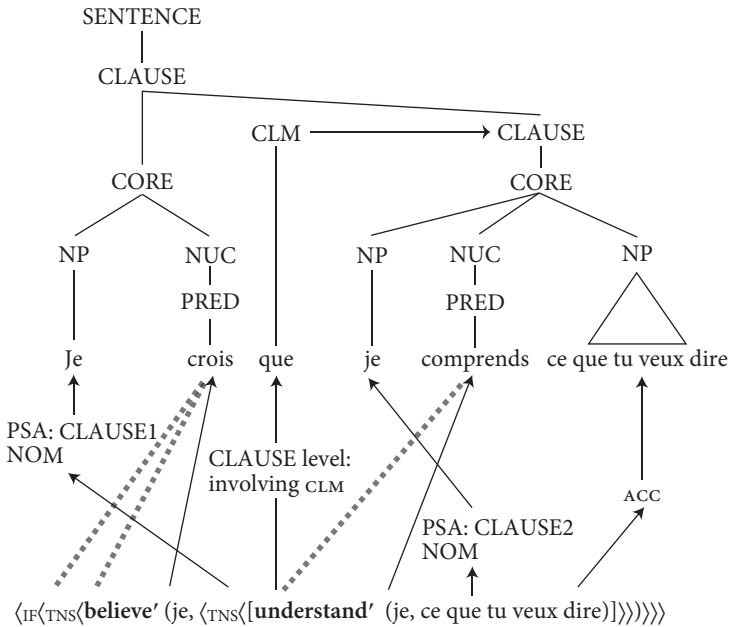 SENTENCE
CLAUSE
CLM CLAUSE
CORE CORE
NP NUC NP NUC NP
PRED PRED
Je crois que je comprends ce que tu veux dire
PSA: CLAUSE1
NOM
CLAUSE level:
involving CLM
ACC
PSA: CLAUSE2
NOM
⟨IF⟨TNS⟨believe′ (je, ⟨TNS⟨[understand′ (je, ce que tu veux dire)]⟩⟩)⟩⟩⟩